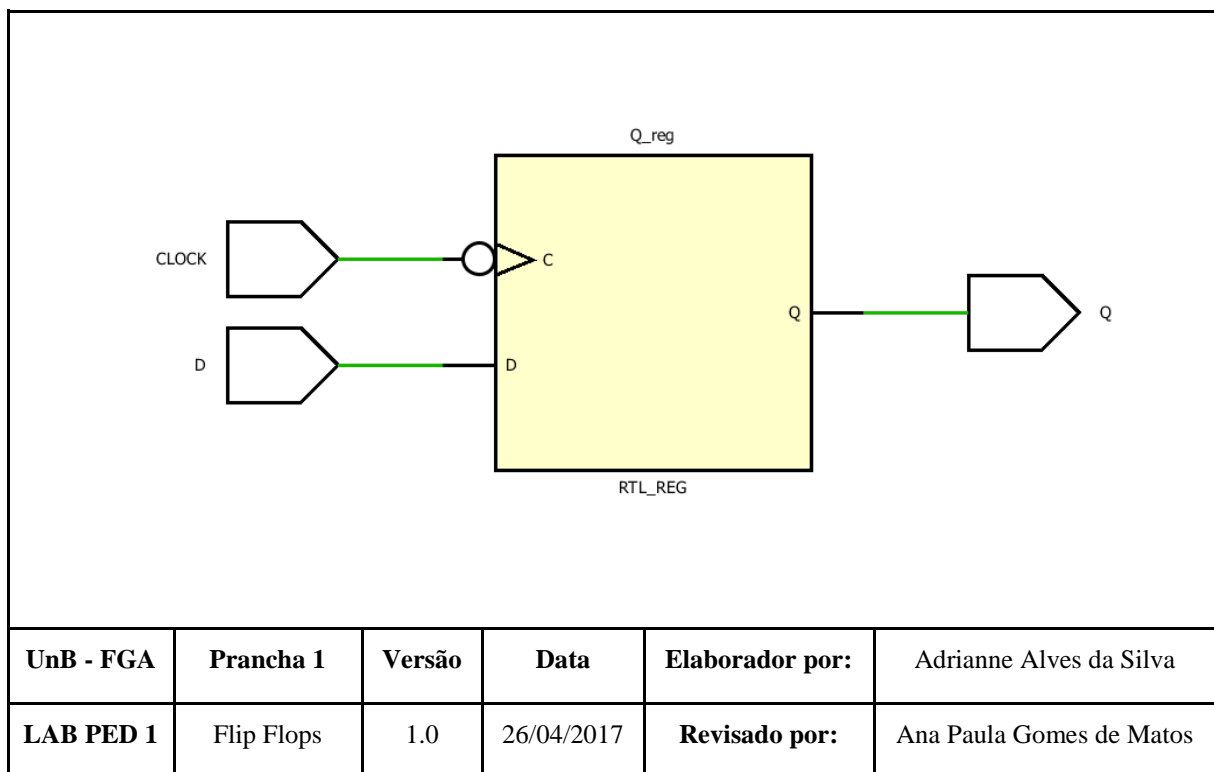 Q_reg
CLOCK
C
Q
Q
D
D
RTL_REG
UnB - FGA
Prancha 1
Versão
Data
Elaborador por:
Adrianne Alves da Silva
LAB PED 1
Flip Flops
1.0
26/04/2017
Revisado por:
Ana Paula Gomes de Matos